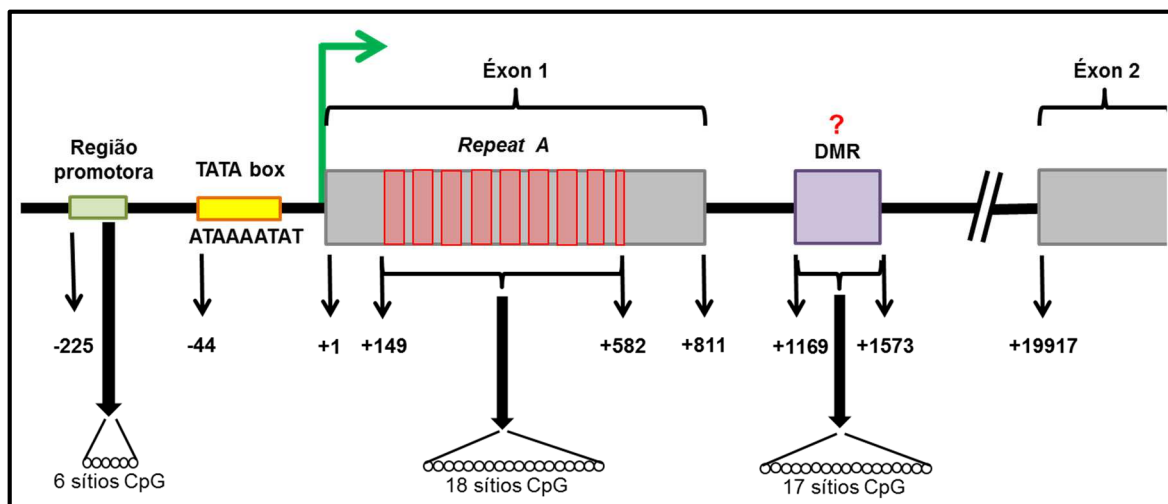 Éxon 1
Éxon 2
?
Região
promotora
TATA box
Repeat A
DMR
ATAAAATAT
-225
-44
+1
+149
+582
+811
+1169
+1573
+19917
6 sítios CpG
18 sítios CpG
17 sítios CpG